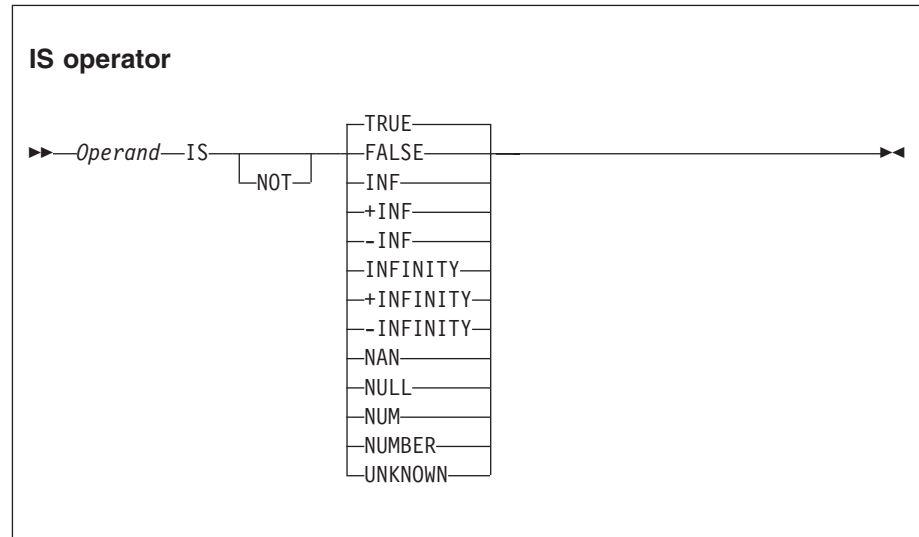 IS operator
TRUE
Operand IS FALSE
NOT INF
+INF
-INF
INFINITY
+INFINITY
-INFINITY
NAN
NULL
NUM
NUMBER
UNKNOWN